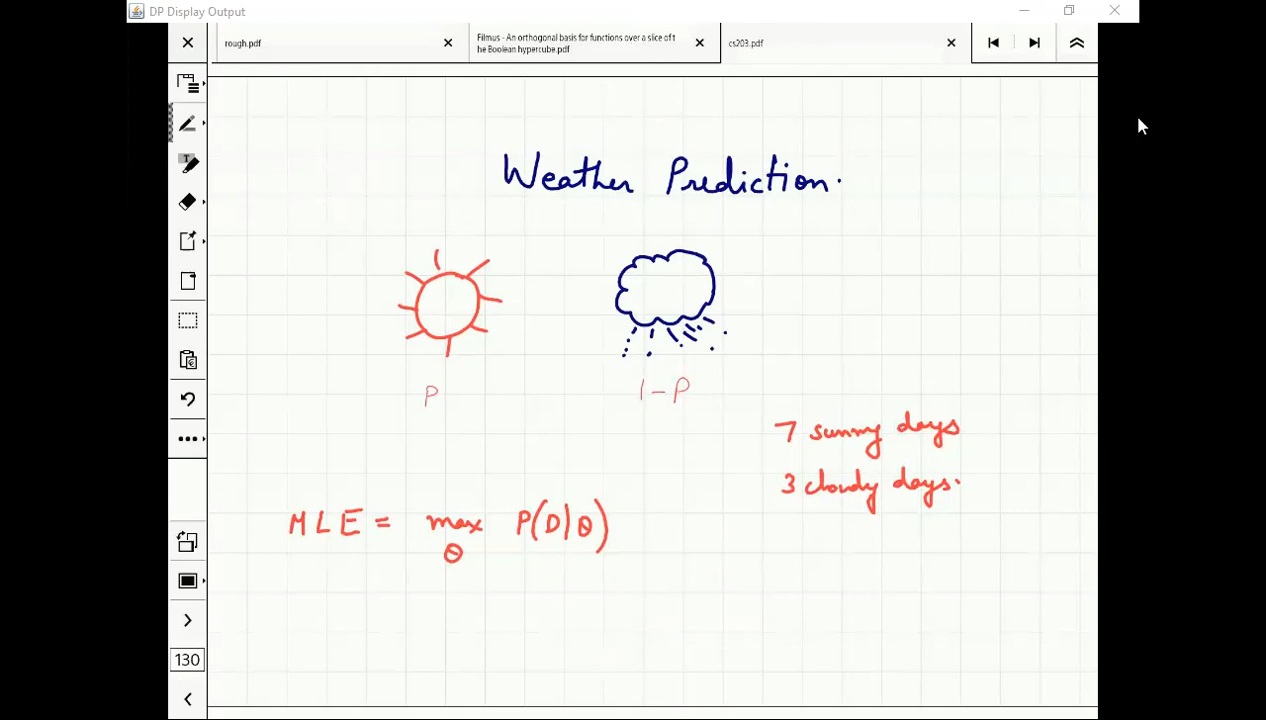 DP Display Output
rough.pdf
Filmus - An orthogonal basis for functions over a slice of t
he Boolean hypercube.pdf
cs203.pdf
T
Weather Prediction.
P
1-P
7 sunny days
3 cloudy days.
MLE = max P(D|θ)
θ
130